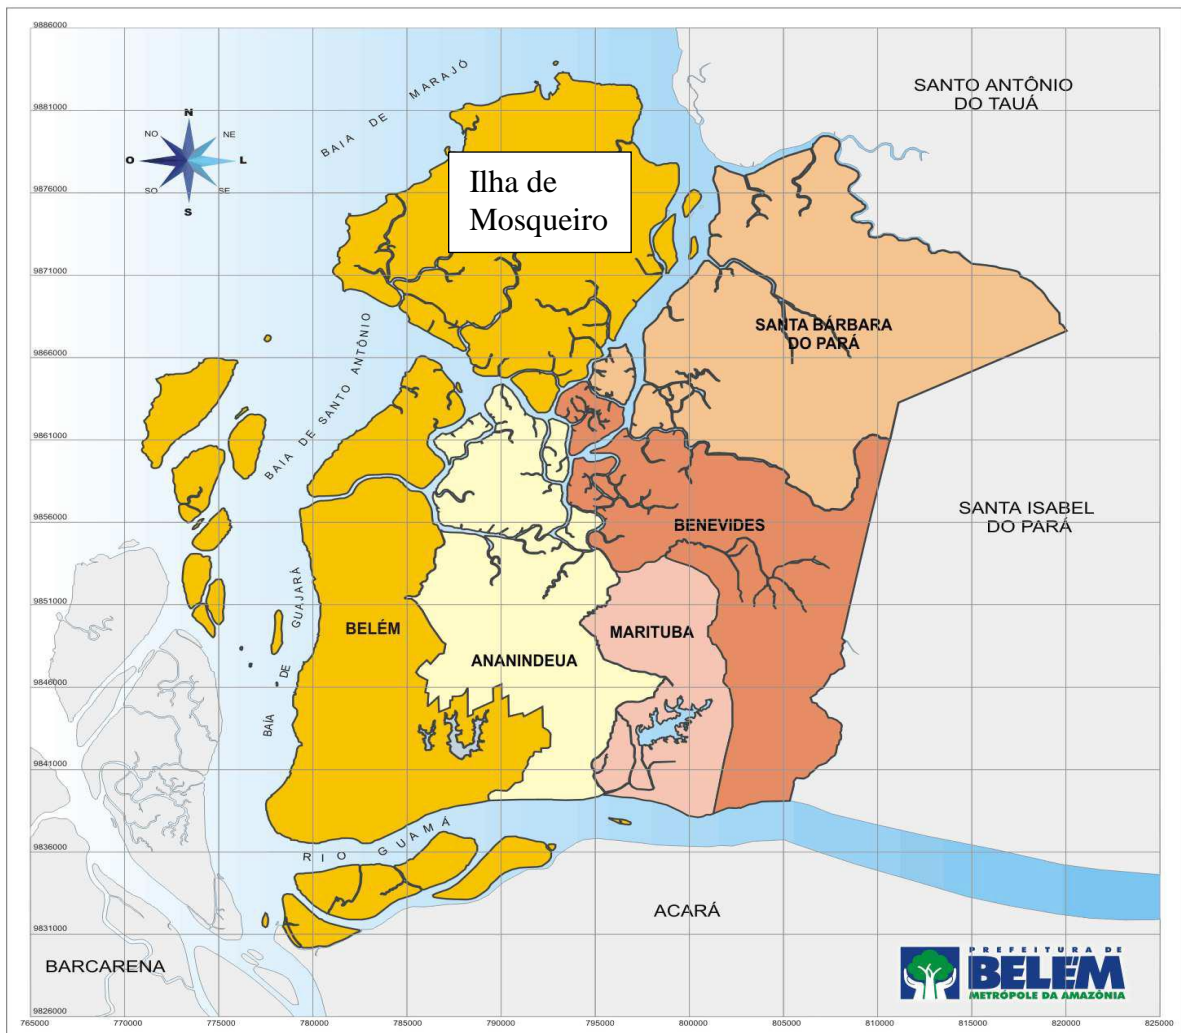 9886000
9881000
9876000
9871000
9866000
9861000
9856000
9851000
9846000
9841000
9836000
9831000
9826000
765000
770000
775000
780000
785000
790000
795000
800000
805000
810000
815000
820000
825000
N
NO
NE
O
L
SO
SE
S
BAIA DE MARAJÓ
SANTO ANTÔNIO
DO TAUÁ
Ilha de
Mosqueiro
SANTA BÁRBARA
DO PARÁ
BAIA DE SANTO ANTÔNIO
SANTA ISABEL
DO PARÁ
BENEVIDES
BAÍA DE GUAJARÁ
BELÉM
ANANINDEUA
MARITUBA
RIO GUAMÁ
ACARÁ
BARCARENA
PREFEITURA DE
BELÉM
METRÓPOLE DA AMAZÔNIA